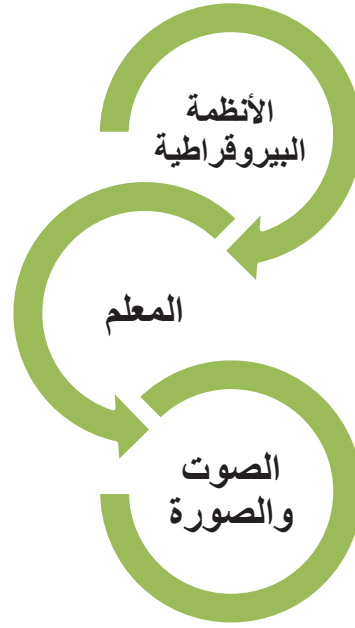 الأنظمة
البيروقراطية
المعلم
الصوت
والصورة